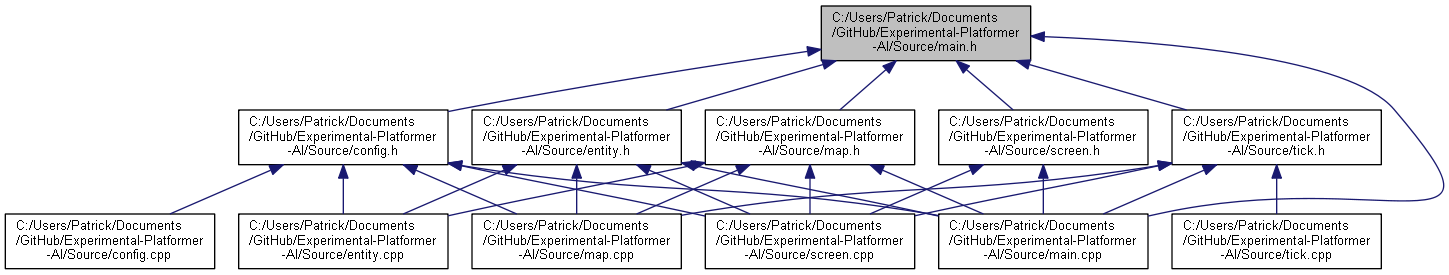 C:/Users/Patrick/Documents
/GitHub/Experimental-Platformer
-AI/Source/main.h
C:/Users/Patrick/Documents
/GitHub/Experimental-Platformer
-AI/Source/config.h
C:/Users/Patrick/Documents
/GitHub/Experimental-Platformer
-AI/Source/entity.h
C:/Users/Patrick/Documents
/GitHub/Experimental-Platformer
-AI/Source/map.h
C:/Users/Patrick/Documents
/GitHub/Experimental-Platformer
-AI/Source/screen.h
C:/Users/Patrick/Documents
/GitHub/Experimental-Platformer
-AI/Source/tick.h
C:/Users/Patrick/Documents
/GitHub/Experimental-Platformer
-AI/Source/config.cpp
C:/Users/Patrick/Documents
/GitHub/Experimental-Platformer
-AI/Source/entity.cpp
C:/Users/Patrick/Documents
/GitHub/Experimental-Platformer
-AI/Source/map.cpp
C:/Users/Patrick/Documents
/GitHub/Experimental-Platformer
-AI/Source/screen.cpp
C:/Users/Patrick/Documents
/GitHub/Experimental-Platformer
-AI/Source/main.cpp
C:/Users/Patrick/Documents
/GitHub/Experimental-Platformer
-AI/Source/tick.cpp